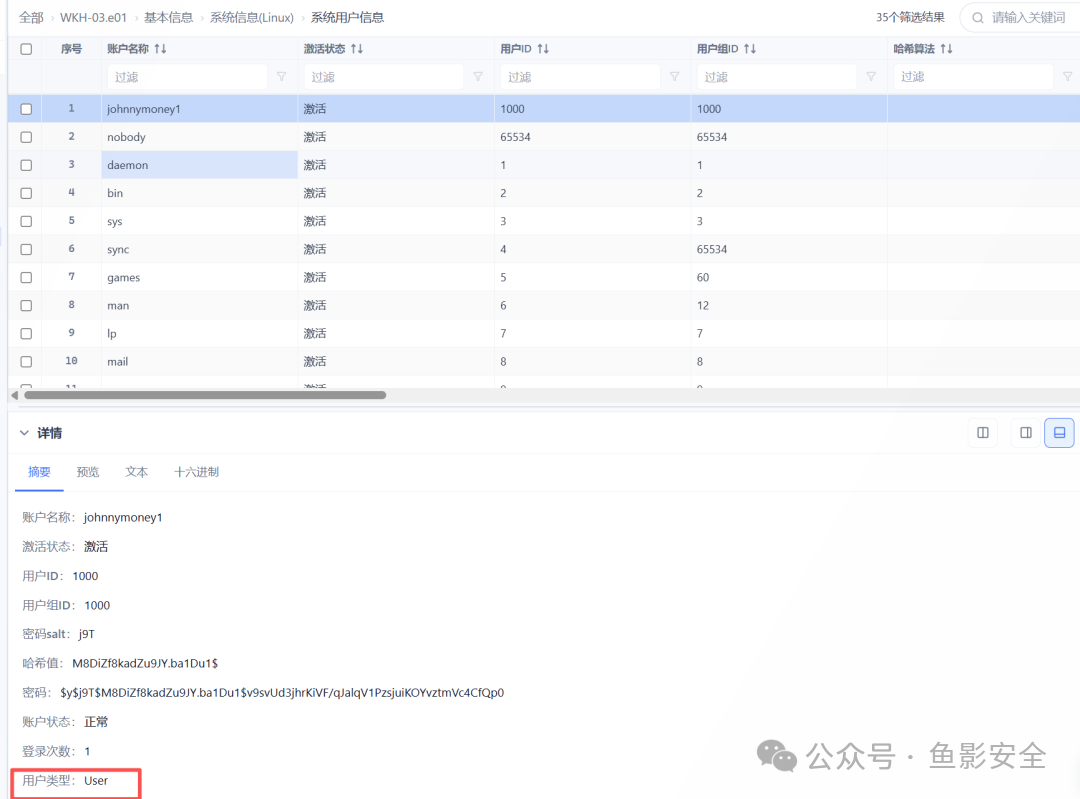 全部 › WKH-03.e01 › 基本信息 › 系统信息(Linux) › 系统用户信息 35个筛选结果 请输入关键词
序号 账户名称 ↑↓ 激活状态 ↑↓ 用户ID ↑↓ 用户组ID ↑↓ 哈希算法 ↑↓
过滤 过滤 过滤 过滤 过滤
1 johnnymoney1 激活 1000 1000
2 nobody 激活 65534 65534
3 daemon 激活 1 1
4 bin 激活 2 2
5 sys 激活 3 3
6 sync 激活 4 65534
7 games 激活 5 60
8 man 激活 6 12
9 lp 激活 7 7
10 mail 激活 8 8
详情
摘要 预览 文本 十六进制
账户名称: johnnymoney1
激活状态: 激活
用户ID: 1000
用户组ID: 1000
密码salt: j9T
哈希值: M8DiZf8kadZu9JY.ba1Du1$
密码: $y$j9T$M8DiZf8kadZu9JY.ba1Du1$v9svUd3jhrKiVF/qJalqV1PzsjuiKOYvztmVc4CfQp0
账户状态: 正常
登录次数: 1
用户类型: User
公众号 · 鱼影安全